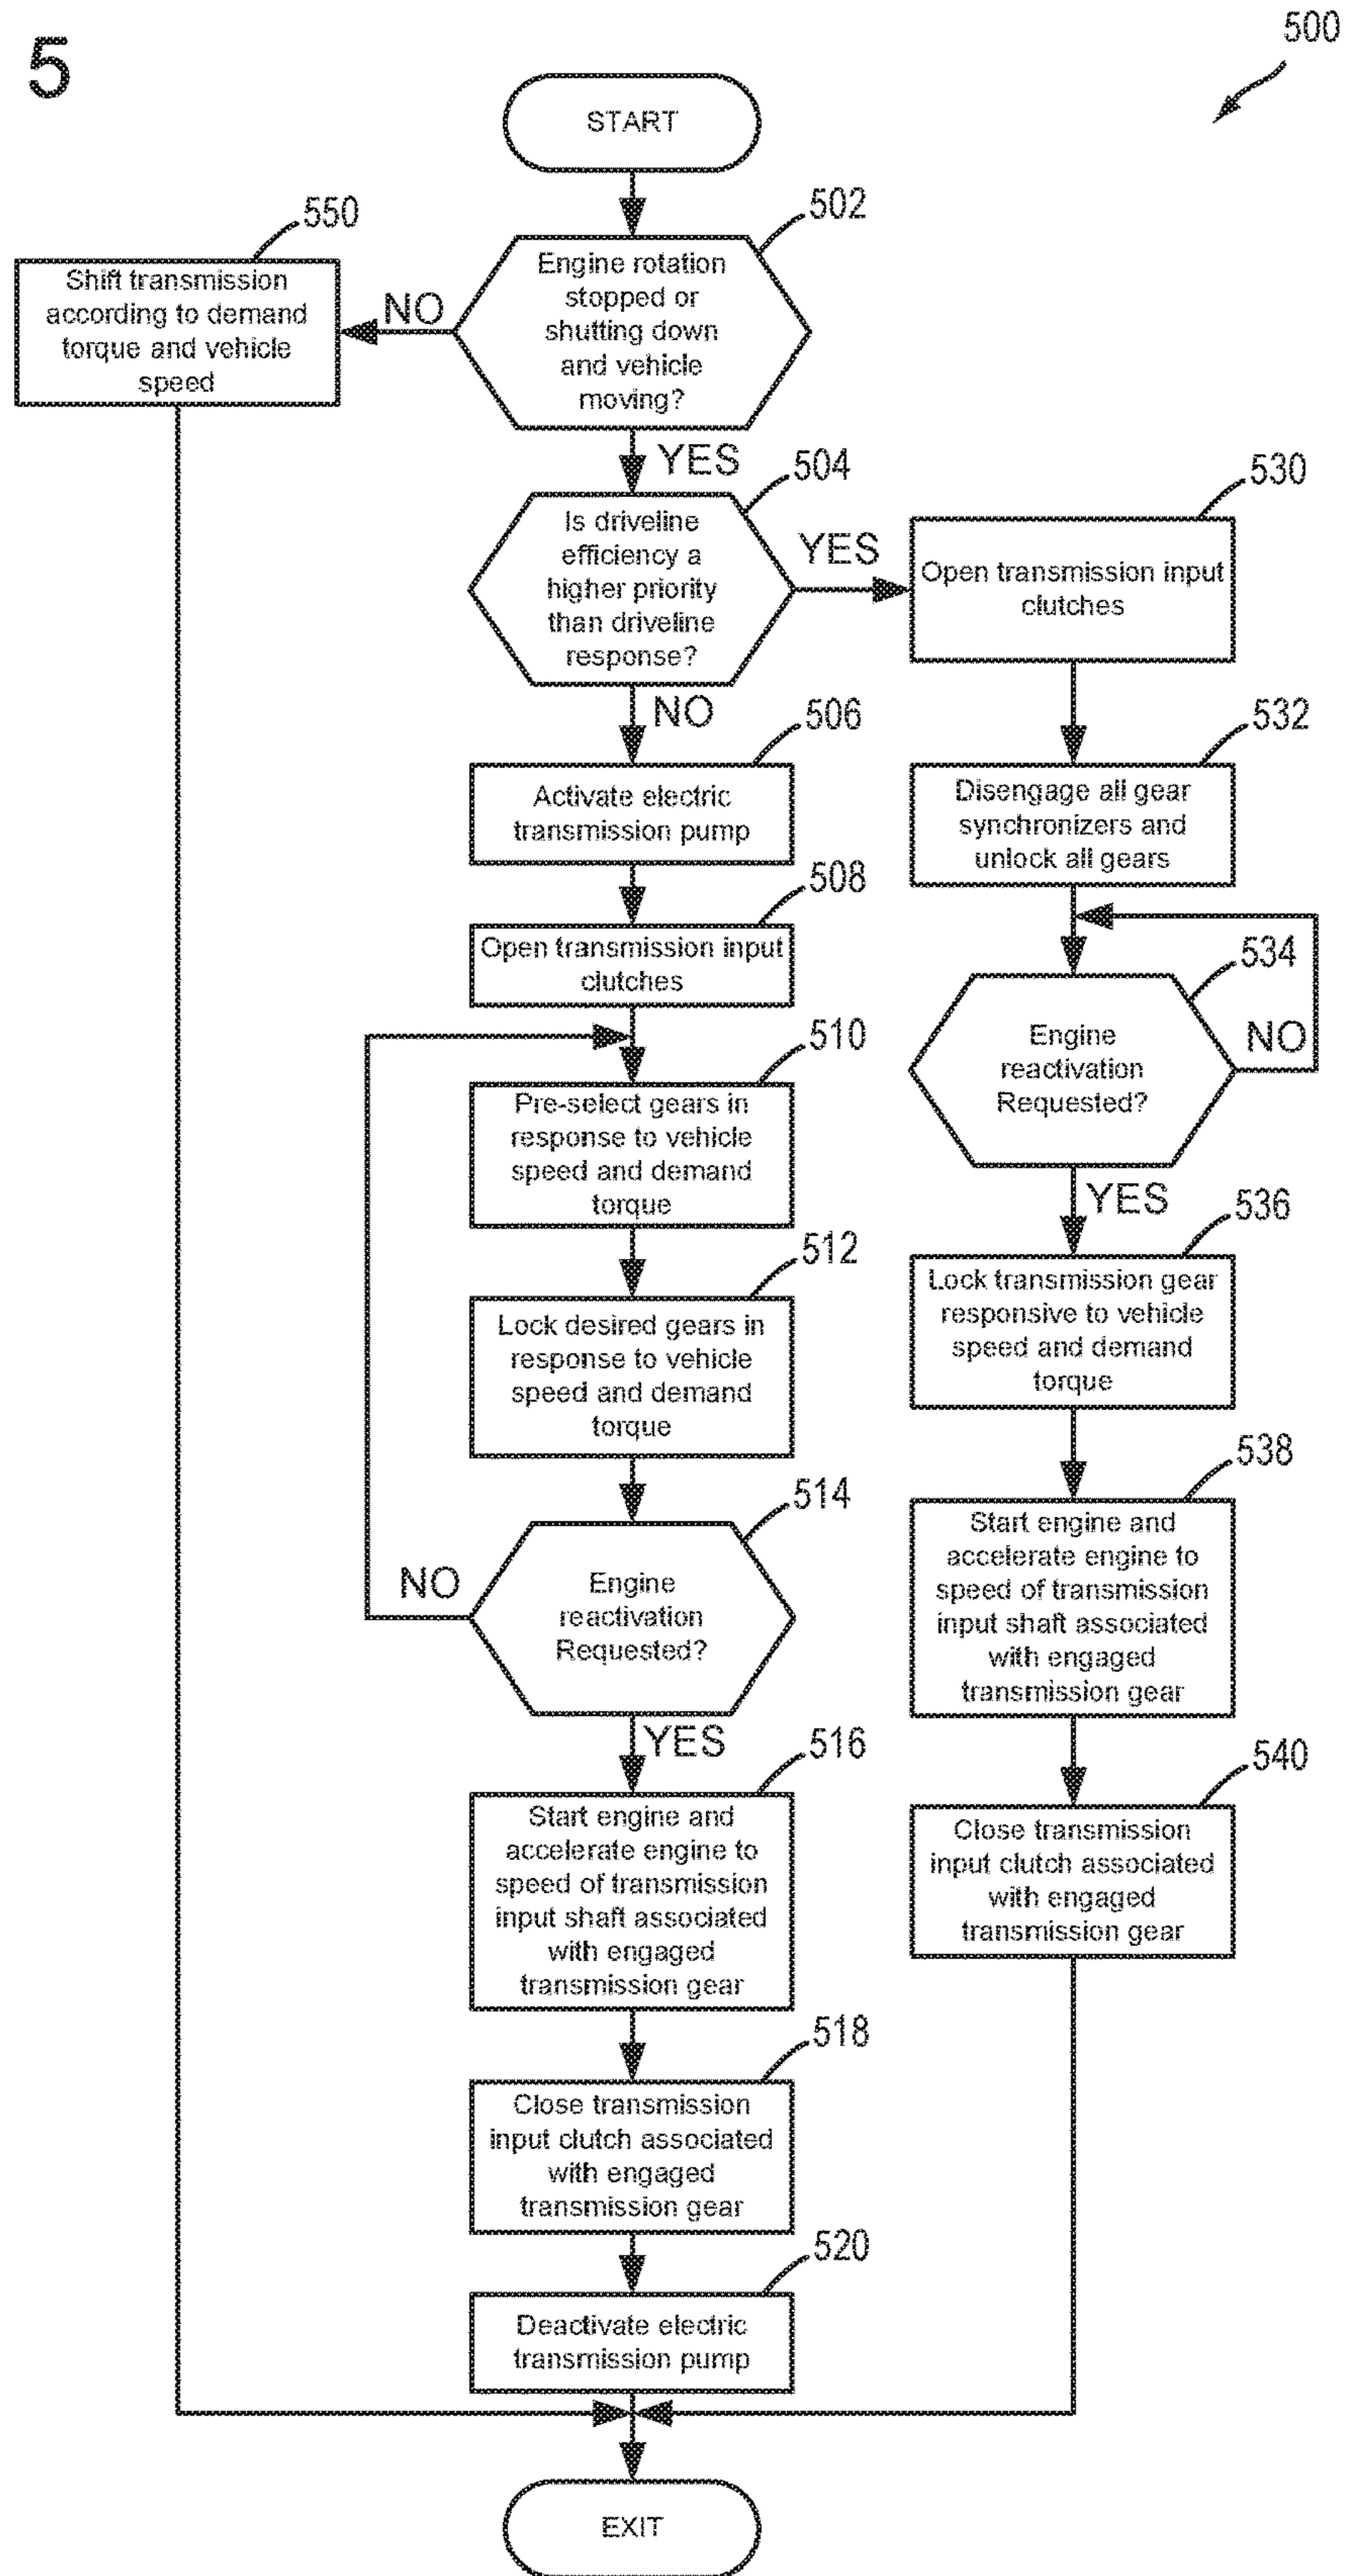 5
500
START
502
Engine rotation
stopped or
shutting down
and vehicle
moving?
550
Shift transmission
according to demand
torque and vehicle
speed
NO
YES
504
Is driveline
efficiency a
higher priority
than driveline
response?
YES
530
Open transmission input
clutches
NO
506
Activate electric
transmission pump
532
Disengage all gear
synchronizers and
unlock all gears
508
Open transmission input
clutches
534
Engine
reactivation
Requested?
NO
510
Pre-select gears in
response to vehicle
speed and demand
torque
YES
536
Lock transmission gear
responsive to vehicle
speed and demand
torque
512
Lock desired gears in
response to vehicle
speed and demand
torque
538
Start engine and
accelerate engine to
speed of transmission
input shaft associated
with engaged
transmission gear
514
Engine
reactivation
Requested?
NO
YES
516
Start engine and
accelerate engine to
speed of transmission
input shaft associated
with engaged
transmission gear
540
Close transmission
input clutch associated
with engaged
transmission gear
518
Close transmission
input clutch associated
with engaged
transmission gear
520
Deactivate electric
transmission pump
EXIT